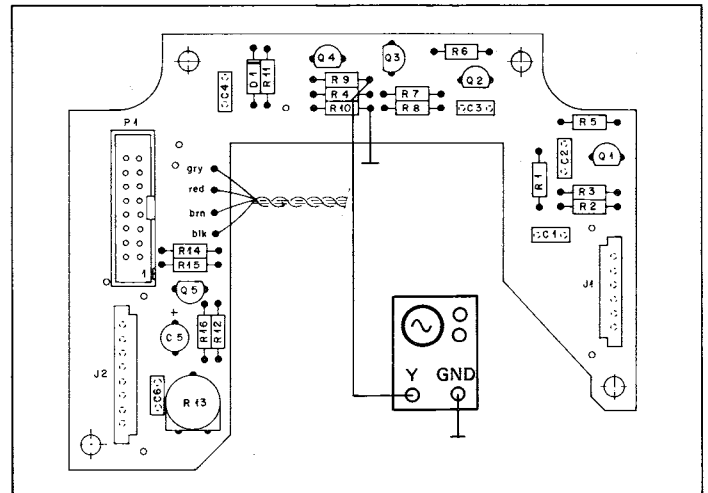 R6
Q4
Q3
Q2
C4
D1
R11
R9
R4
R10
R7
R8
C3
P1
R5
C2
Q1
R1
R3
R2
C1
gry
red
brn
blk
1
R14
R15
Q5
+
C5
R16
R12
J1
J2
C6
R13
Y GND